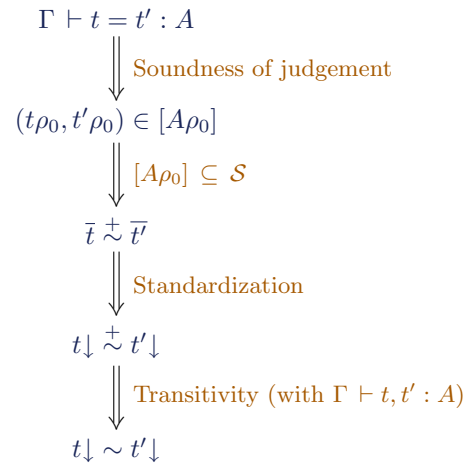 Γ ⊢ t = t′ : A
Soundness of judgement
(tρ₀, t′ρ₀) ∈ [Aρ₀]
[Aρ₀] ⊆ 𝒮
t̄ ∼⁺ t̄′
Standardization
t↓ ∼⁺ t′↓
Transitivity (with Γ ⊢ t, t′ : A)
t↓ ∼ t′↓